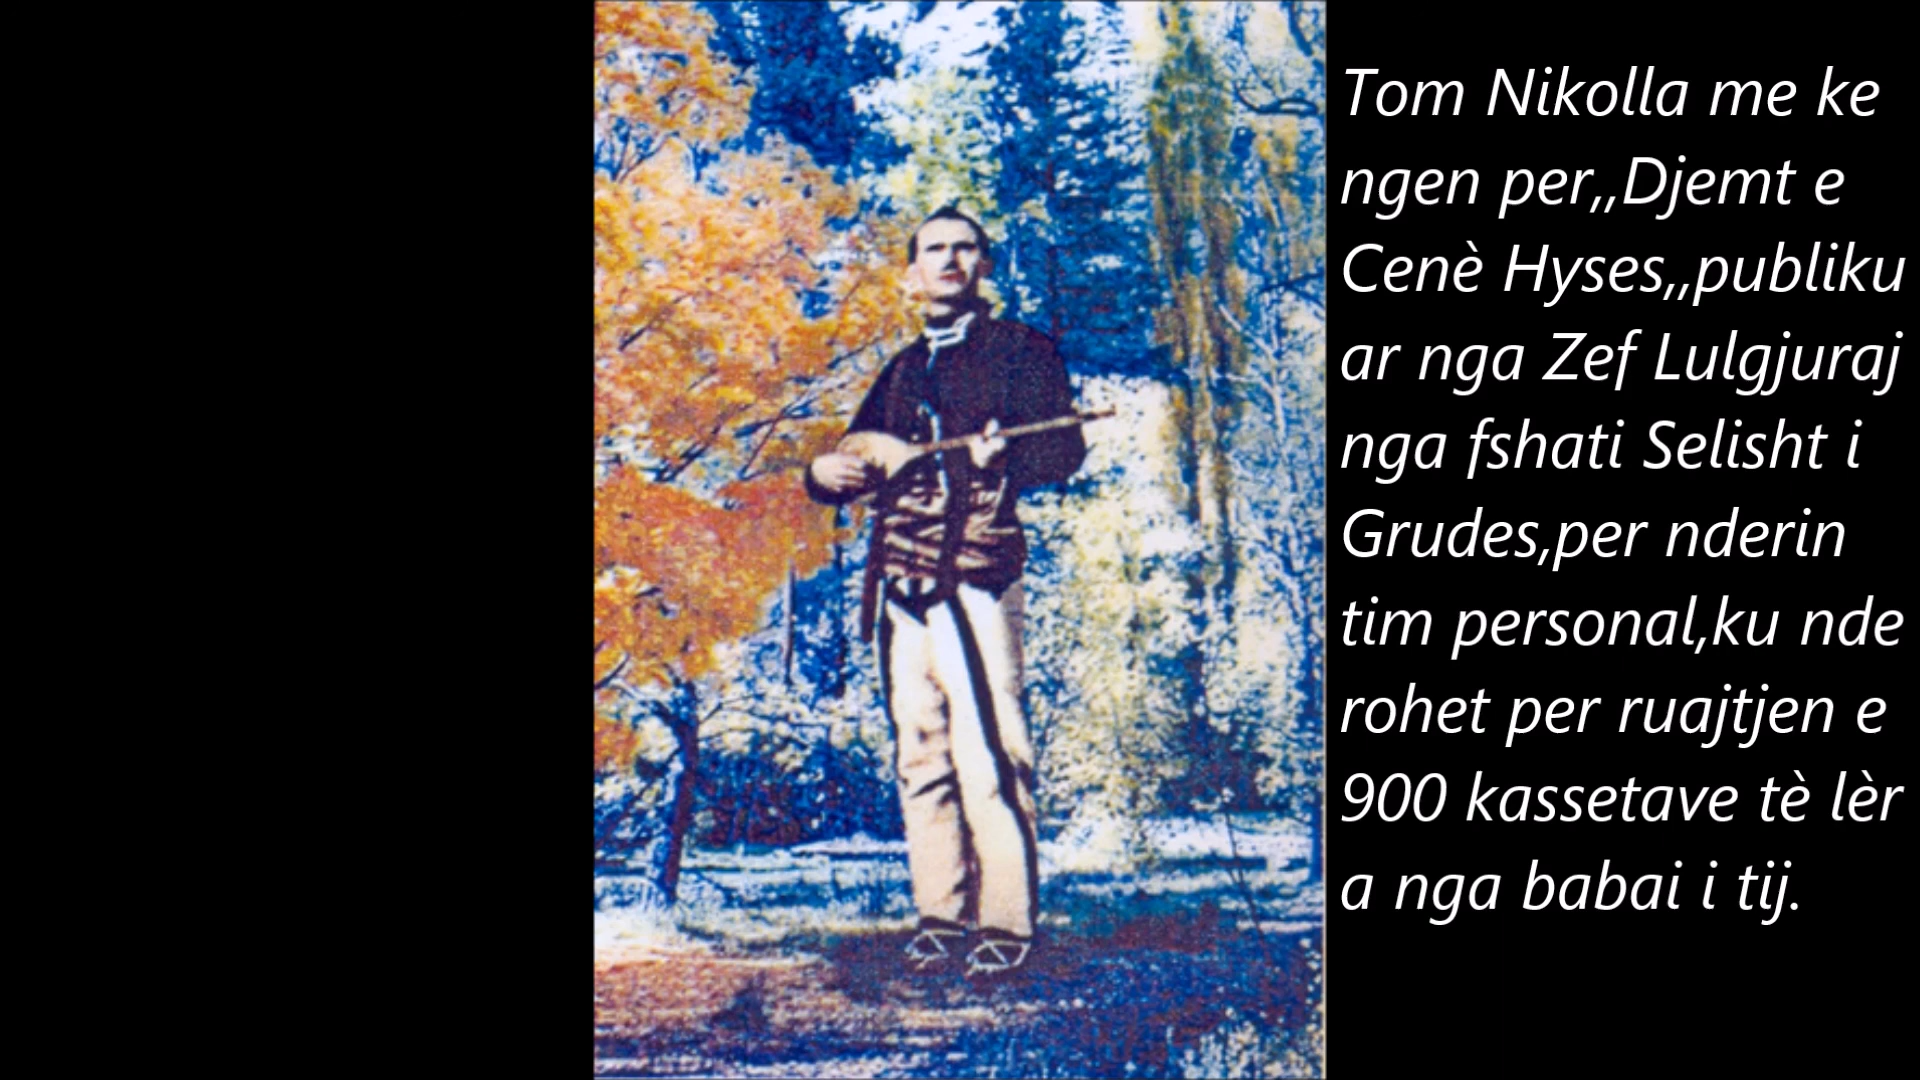 Tom Nikolla me ke
ngen per,,Djemt e
Cenè Hyses,,publiku
ar nga Zef Lulgjuraj
nga fshati Selisht i
Grudes,per nderin
tim personal,ku nde
rohet per ruajtjen e
900 kassetave tè lèr
a nga babai i tij.